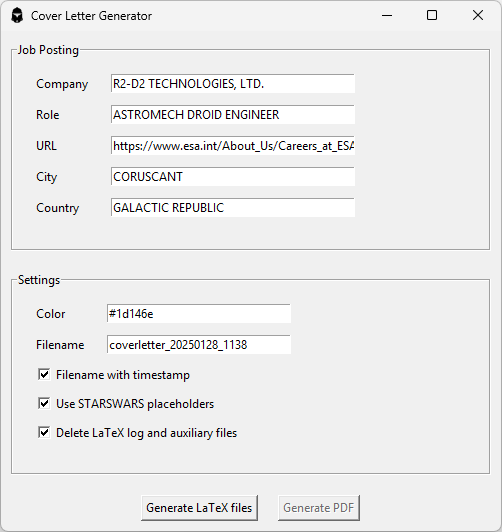 Cover Letter Generator
Job Posting
Company R2-D2 TECHNOLOGIES, LTD.
Role ASTROMECH DROID ENGINEER
URL https://www.esa.int/About_Us/Careers_at_ESA
City CORUSCANT
Country GALACTIC REPUBLIC
Settings
Color #1d146e
Filename coverletter_20250128_1138
Filename with timestamp
Use STARSWARS placeholders
Delete LaTeX log and auxiliary files
Generate LaTeX files Generate PDF